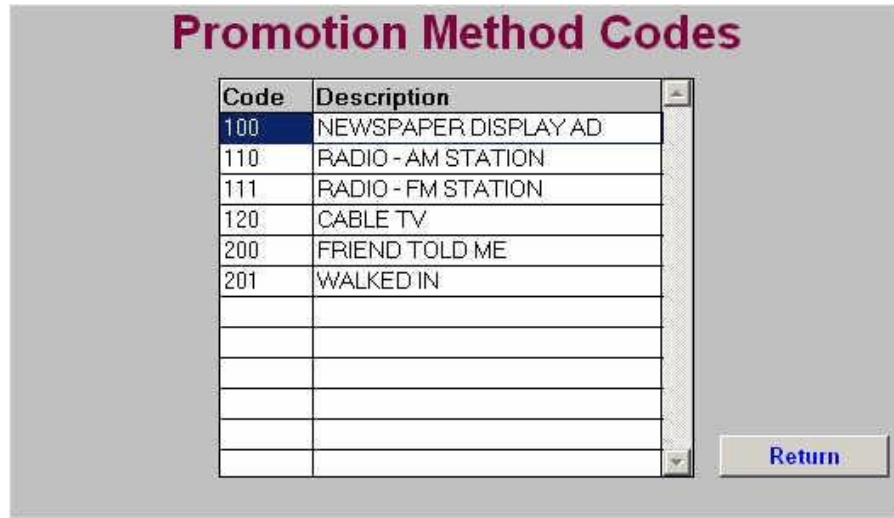 Promotion Method Codes
Code Description
100 NEWSPAPER DISPLAY AD
110 RADIO - AM STATION
111 RADIO - FM STATION
120 CABLE TV
200 FRIEND TOLD ME
201 WALKED IN
Return